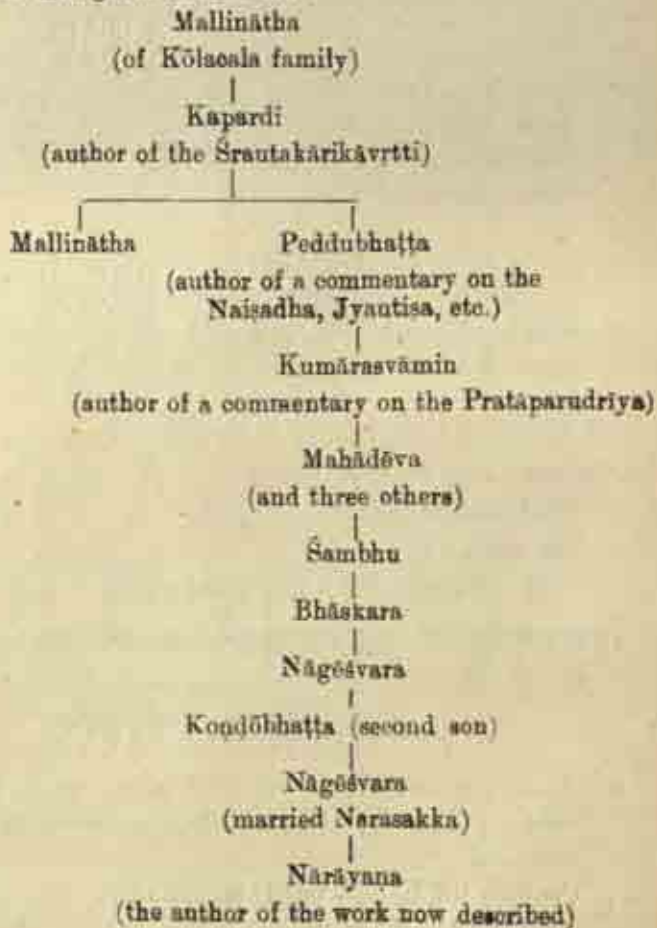 Mallinātha
(of Kōlacala family)
Kapardi
(author of the Śrautakārikāvṛtti)
Mallinātha Peddubhaṭṭa
(author of a commentary on the
Naiṣadha, Jyautiṣa, etc.)
Kumārasvāmin
(author of a commentary on the Pratāparudrīya)
Mahādēva
(and three others)
Śambhu
Bhāskara
Nāgēśvara
Koṇḍōbhaṭṭa (second son)
Nāgēśvara
(married Narasakka)
Nārāyaṇa
(the author of the work now described)